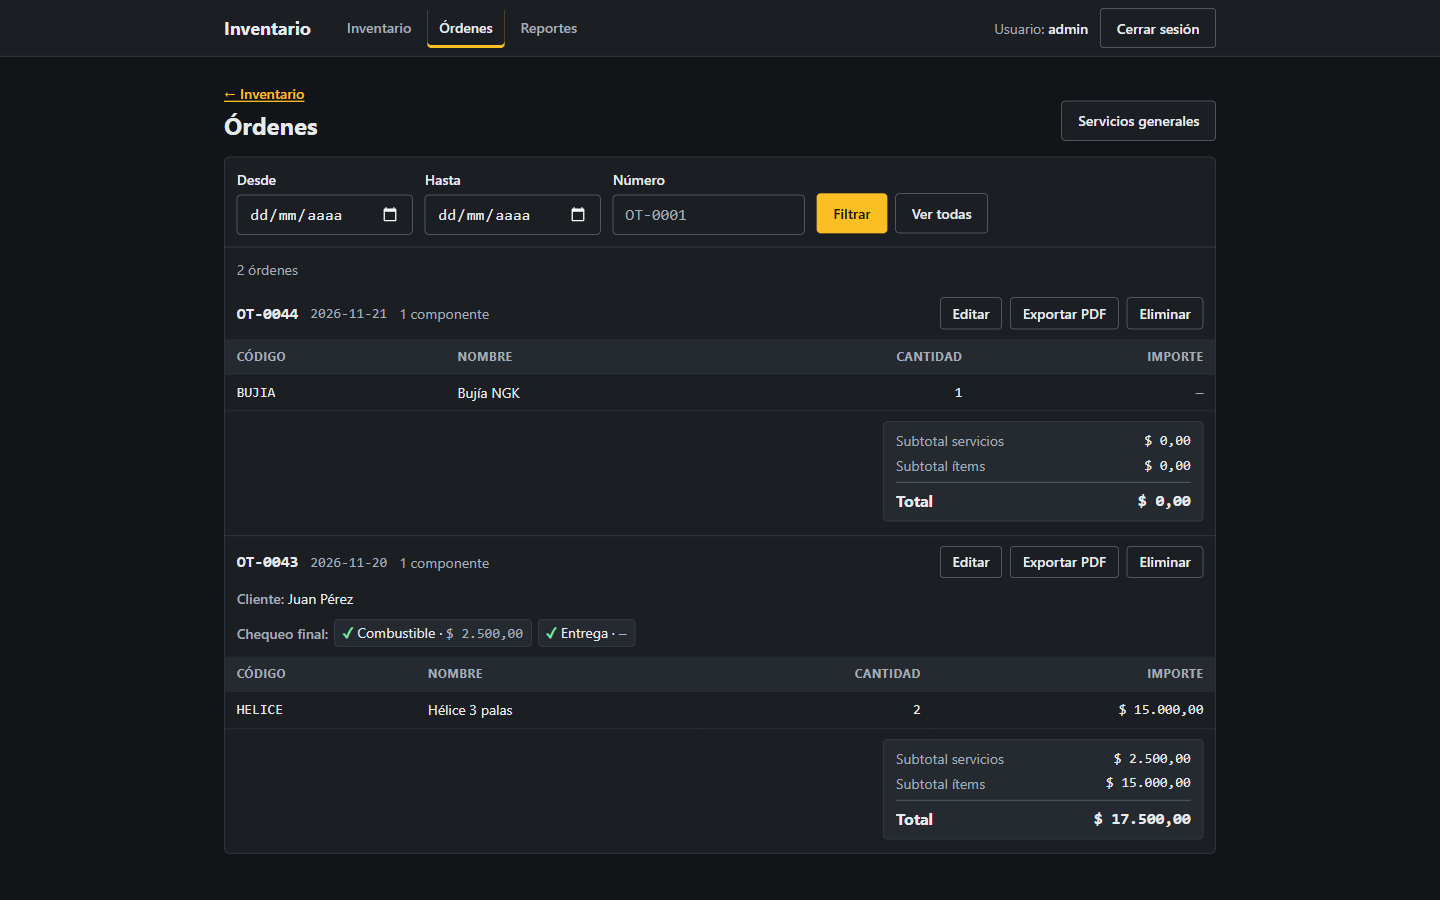 Inventario Inventario Órdenes Reportes Usuario: admin Cerrar sesión
← Inventario
Órdenes Servicios generales
Desde Hasta Número
dd/mm/aaaa dd/mm/aaaa OT-0001 Filtrar Ver todas
2 órdenes
OT-0044 2026-11-21 1 componente Editar Exportar PDF Eliminar
CÓDIGO NOMBRE CANTIDAD IMPORTE
BUJIA Bujía NGK 1 —
Subtotal servicios $ 0,00
Subtotal ítems $ 0,00
Total $ 0,00
OT-0043 2026-11-20 1 componente Editar Exportar PDF Eliminar
Cliente: Juan Pérez
Chequeo final: ✓ Combustible · $ 2.500,00 ✓ Entrega · —
CÓDIGO NOMBRE CANTIDAD IMPORTE
HELICE Hélice 3 palas 2 $ 15.000,00
Subtotal servicios $ 2.500,00
Subtotal ítems $ 15.000,00
Total $ 17.500,00